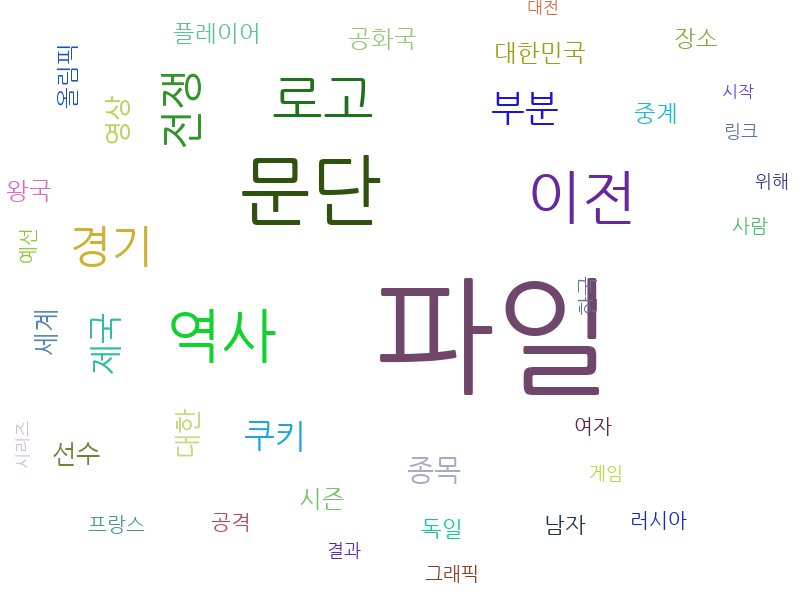 대전
플레이어
공화국
대한민국
장소
올림픽
영상
전쟁
로고
부분
중계
시작
링크
왕국
문단
이전
위해
사람
예선
경기
파일
한국
세계
제국
역사
시리즈
선수
대한
쿠키
종목
여자
게임
프랑스
공격
시즌
독일
남자
러시아
결과
그래픽